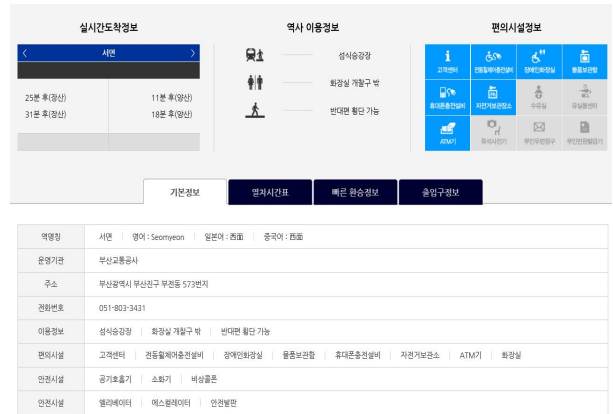 실시간도착정보
역사 이용정보
편의시설정보
< 서면 >
25분 후(장산) 11분 후(양산)
31분 후(장산) 18분 후(양산)
섬식승강장
화장실 개찰구 밖
반대편 횡단 가능
고객센터 전동휠체어충전설비 장애인화장실 물품보관함
휴대폰충전설비 자전거보관장소 수유실 유실물센터
ATM기 즉석사진기 무인우편창구 무인민원발급기
기본정보 열차시간표 빠른 환승정보 출입구정보
역명칭 서면 영어 : Seomyeon 일본어 : 西面 중국어 : 西面
운영기관 부산교통공사
주소 부산광역시 부산진구 부전동 573번지
전화번호 051-803-3431
이용정보 섬식승강장 화장실 개찰구 밖 반대편 횡단 가능
편의시설 고객센터 전동휠체어충전설비 장애인화장실 물품보관함 휴대폰충전설비 자전거보관소 ATM기 화장실
안전시설 공기호흡기 소화기 비상콜폰
안전시설 엘리베이터 에스컬레이터 안전발판